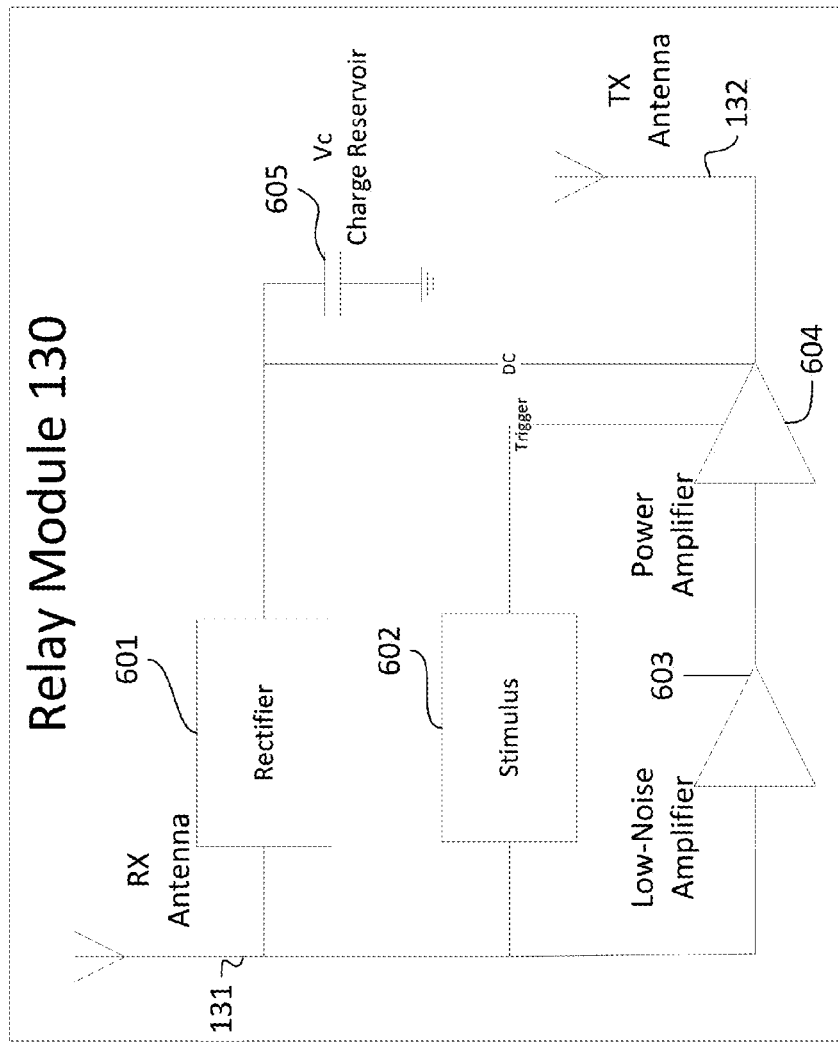 Relay Module 130
RX
Antenna
131
601
Rectifier
605
Vc
Charge Reservoir
602
Stimulus
Trigger
DC
TX
Antenna
132
Low-Noise
Amplifier
603
Power
Amplifier
604